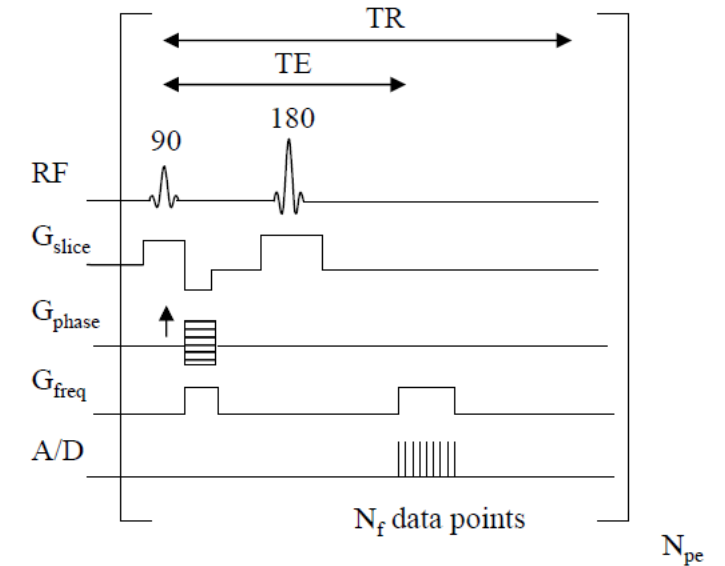 TR
TE
180
90
RF
Gslice
Gphase
Gfreq
A/D
Nf data points
Npe